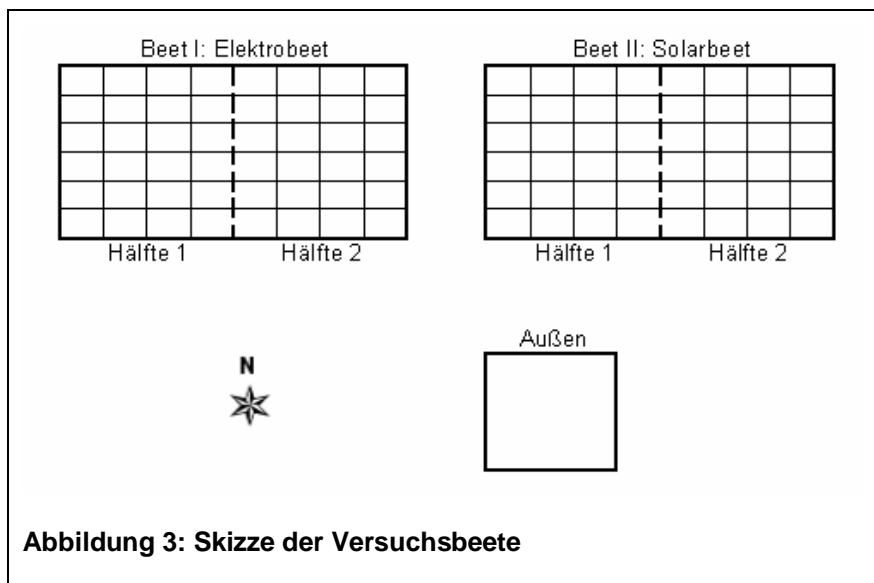 Beet I: Elektrobeet
Beet II: Solarbeet
Hälfte 1
Hälfte 2
Hälfte 1
Hälfte 2
Außen
N
Abbildung 3: Skizze der Versuchsbeete